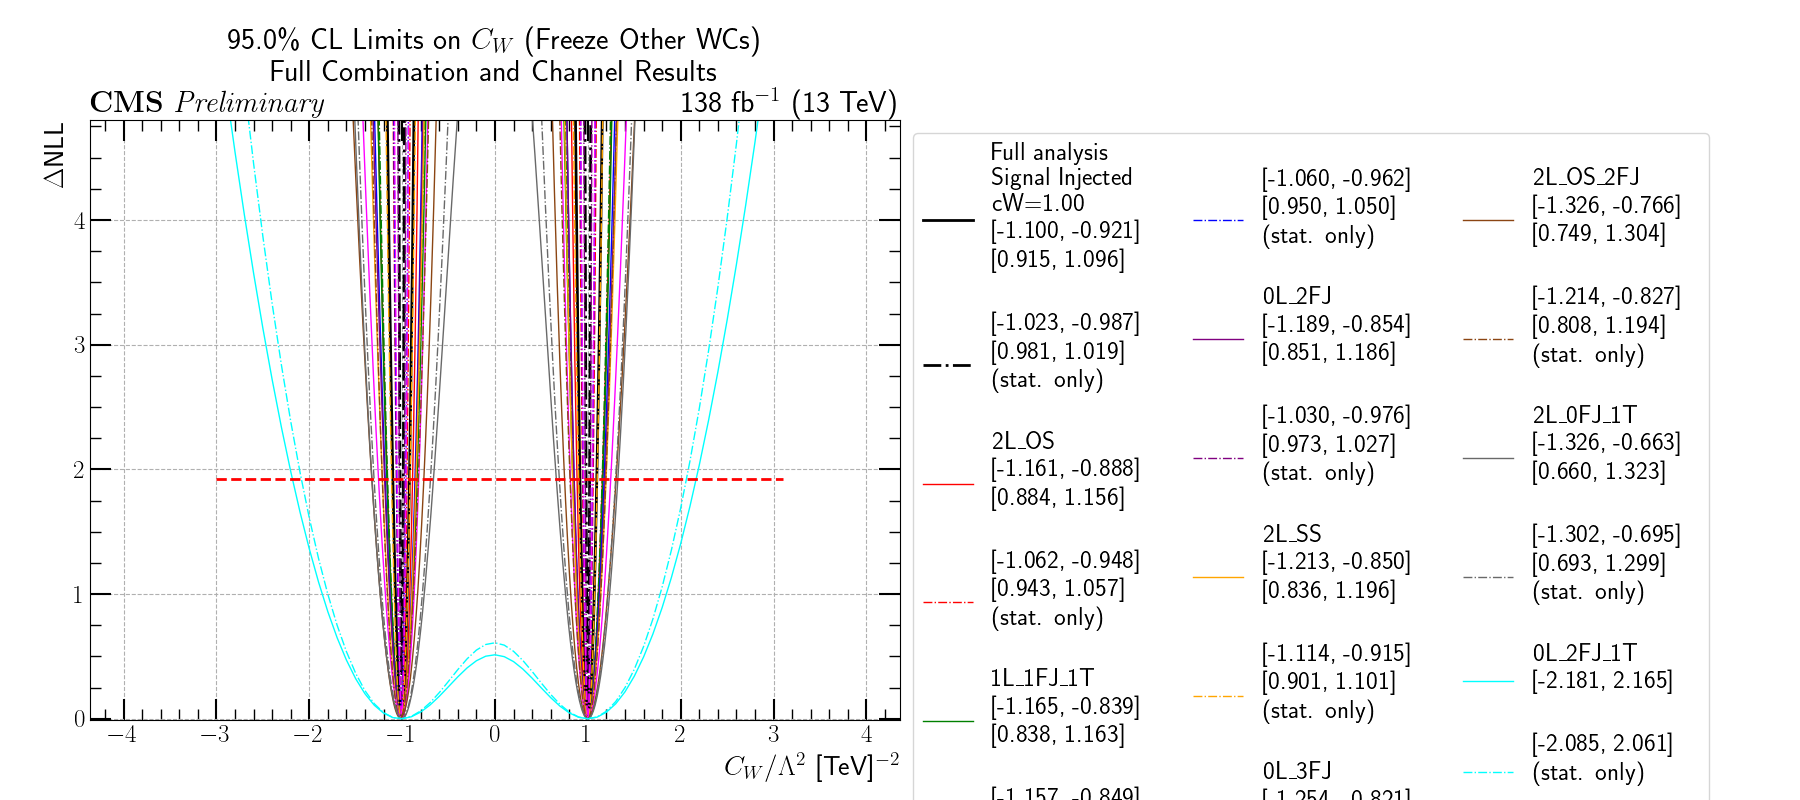 95.0% CL Limits on C_W (Freeze Other WCs)
Full Combination and Channel Results
CMS Preliminary
138 fb⁻¹ (13 TeV)
ΔNLL
4
3
2
1
0
−4
−3
−2
−1
0
1
2
3
4
C_W/Λ² [TeV]⁻²
Full analysis
Signal Injected
cW=1.00
[-1.100, -0.921]
[0.915, 1.096]
[-1.023, -0.987]
[0.981, 1.019]
(stat. only)
2L_OS
[-1.161, -0.888]
[0.884, 1.156]
[-1.062, -0.948]
[0.943, 1.057]
(stat. only)
1L_1FJ_1T
[-1.165, -0.839]
[0.838, 1.163]
[-1.157, -0.849]
[-1.060, -0.962]
[0.950, 1.050]
(stat. only)
0L_2FJ
[-1.189, -0.854]
[0.851, 1.186]
[-1.030, -0.976]
[0.973, 1.027]
(stat. only)
2L_SS
[-1.213, -0.850]
[0.836, 1.196]
[-1.114, -0.915]
[0.901, 1.101]
(stat. only)
0L_3FJ
[-1.254, -0.821]
2L_OS_2FJ
[-1.326, -0.766]
[0.749, 1.304]
[-1.214, -0.827]
[0.808, 1.194]
(stat. only)
2L_0FJ_1T
[-1.326, -0.663]
[0.660, 1.323]
[-1.302, -0.695]
[0.693, 1.299]
(stat. only)
0L_2FJ_1T
[-2.181, 2.165]
[-2.085, 2.061]
(stat. only)